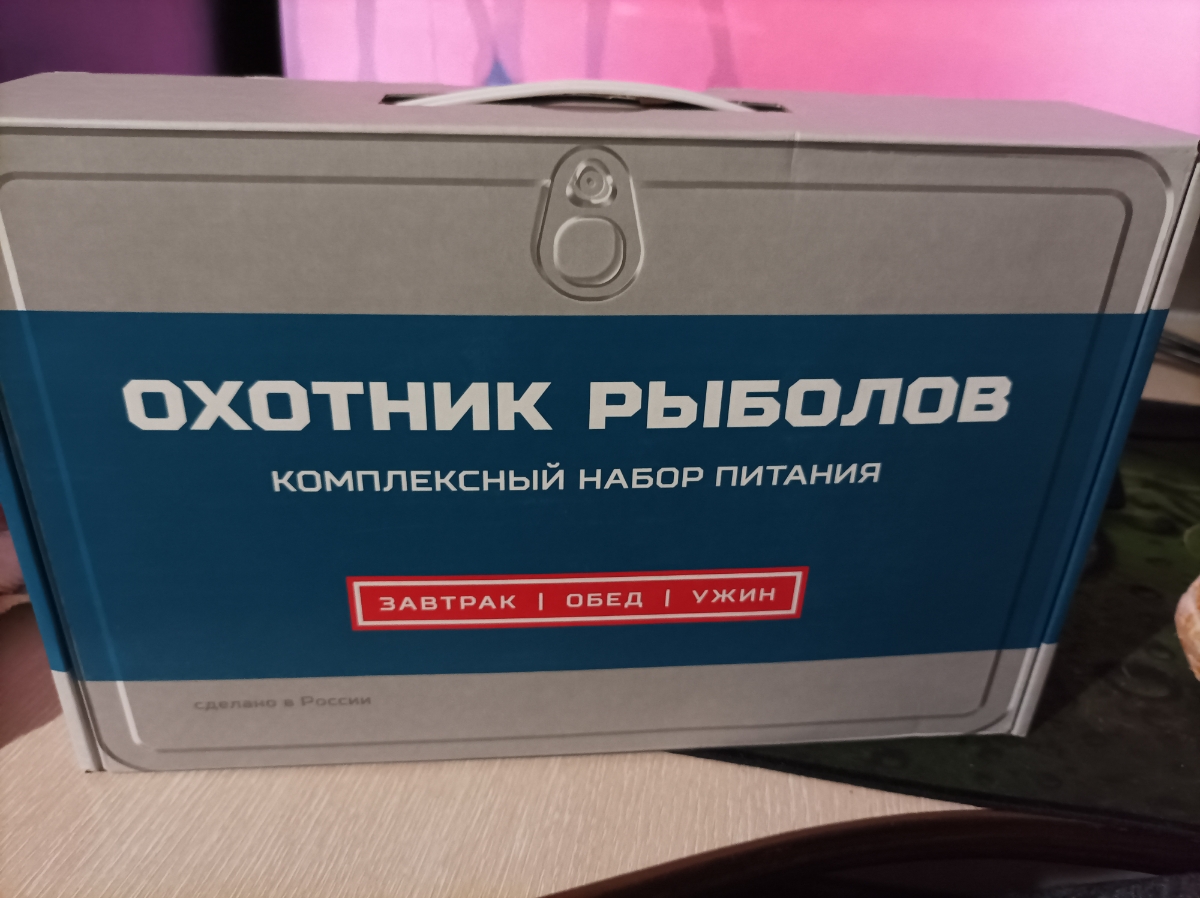 ОХОТНИК РЫБОЛОВ
КОМПЛЕКСНЫЙ НАБОР ПИТАНИЯ
ЗАВТРАК | ОБЕД | УЖИН
сделано в России